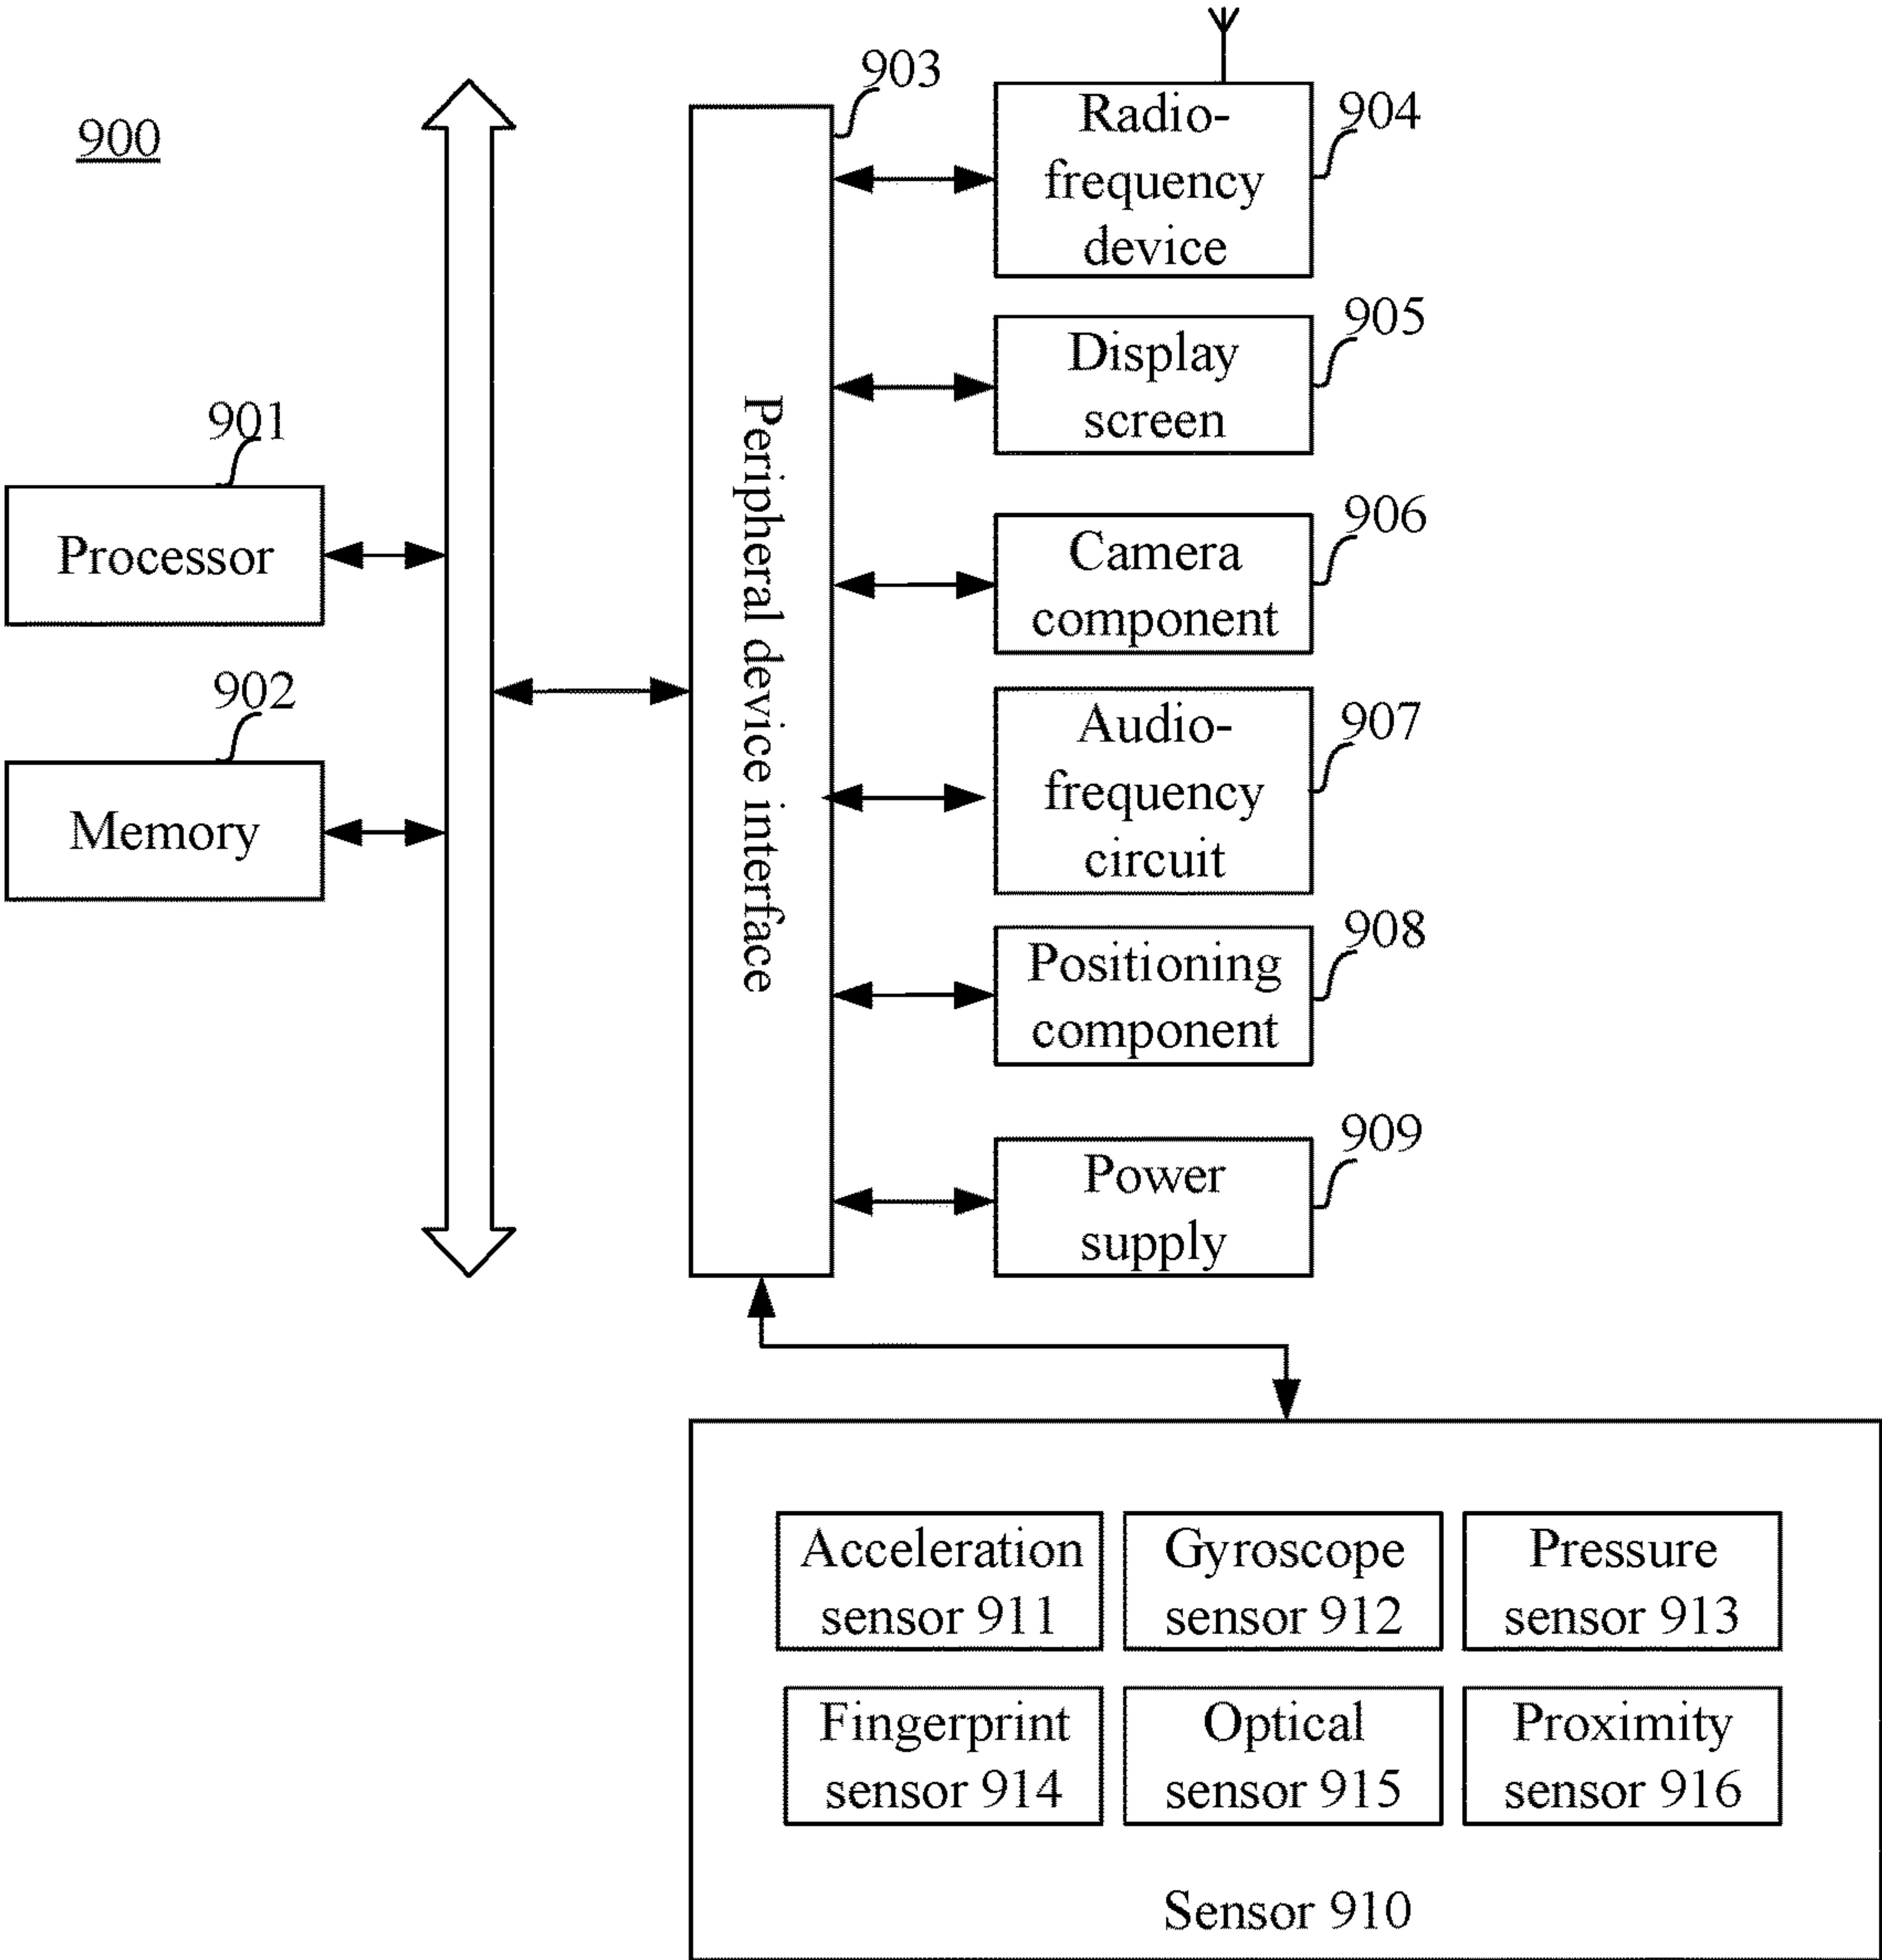 900
901
Processor
902
Memory
903
Peripheral device interface
904
Radio-
frequency
device
905
Display
screen
906
Camera
component
907
Audio-
frequency
circuit
908
Positioning
component
909
Power
supply
Acceleration
sensor 911
Gyroscope
sensor 912
Pressure
sensor 913
Fingerprint
sensor 914
Optical
sensor 915
Proximity
sensor 916
Sensor 910